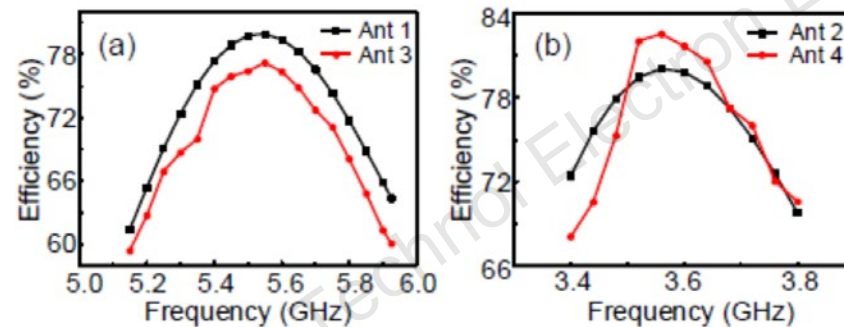 (a)
Ant 1
Ant 3
Efficiency (%)
78
72
66
60
5.0 5.2 5.4 5.6 5.8 6.0
Frequency (GHz)
(b)
Ant 2
Ant 4
Efficiency (%)
84
78
72
66
3.4 3.6 3.8
Frequency (GHz)
Technol Electron